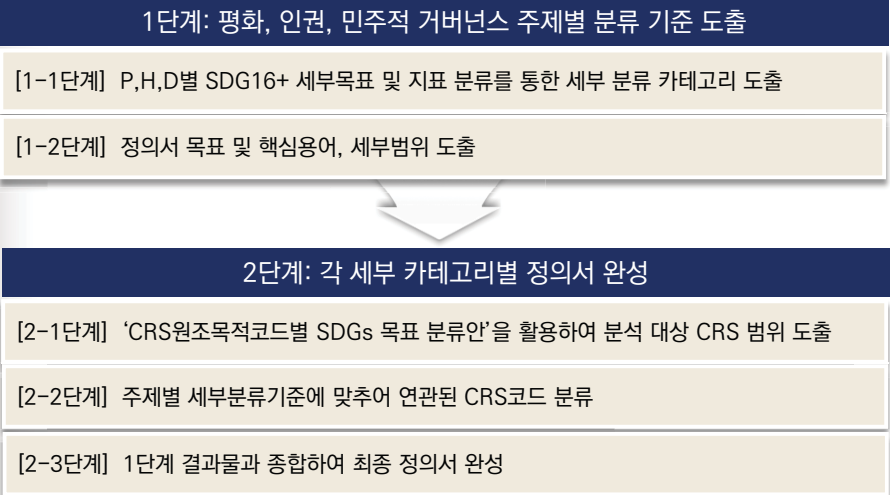 1단계: 평화, 인권, 민주적 거버넌스 주제별 분류 기준 도출
[1-1단계] P,H,D별 SDG16+ 세부목표 및 지표 분류를 통한 세부 분류 카테고리 도출
[1-2단계] 정의서 목표 및 핵심용어, 세부범위 도출
2단계: 각 세부 카테고리별 정의서 완성
[2-1단계] ‘CRS원조목적코드별 SDGs 목표 분류안’을 활용하여 분석 대상 CRS 범위 도출
[2-2단계] 주제별 세부분류기준에 맞추어 연관된 CRS코드 분류
[2-3단계] 1단계 결과물과 종합하여 최종 정의서 완성